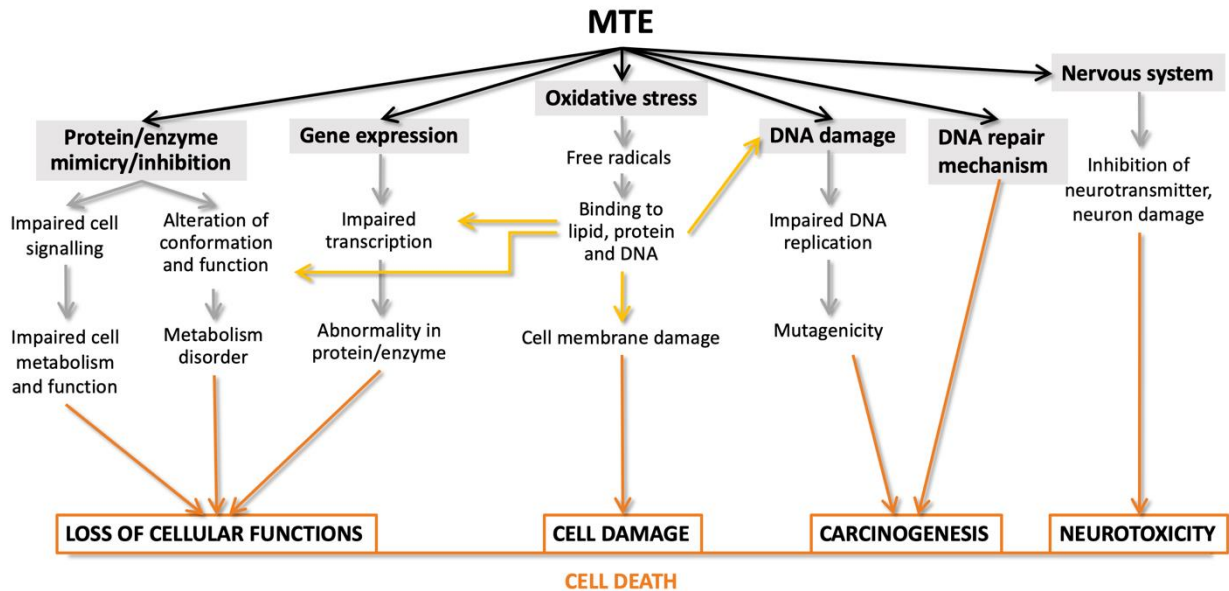 MTE
Protein/enzyme
mimicry/inhibition
Impaired cell
signalling
Impaired cell
metabolism
and function
Alteration of
conformation
and function
Metabolism
disorder
Gene expression
Impaired
transcription
Abnormality in
protein/enzyme
Oxidative stress
Free radicals
Binding to
lipid, protein
and DNA
Cell membrane damage
DNA damage
Impaired DNA
replication
Mutagenicity
DNA repair
mechanism
Nervous system
Inhibition of
neurotransmitter,
neuron damage
LOSS OF CELLULAR FUNCTIONS
CELL DAMAGE
CARCINOGENESIS
NEUROTOXICITY
CELL DEATH